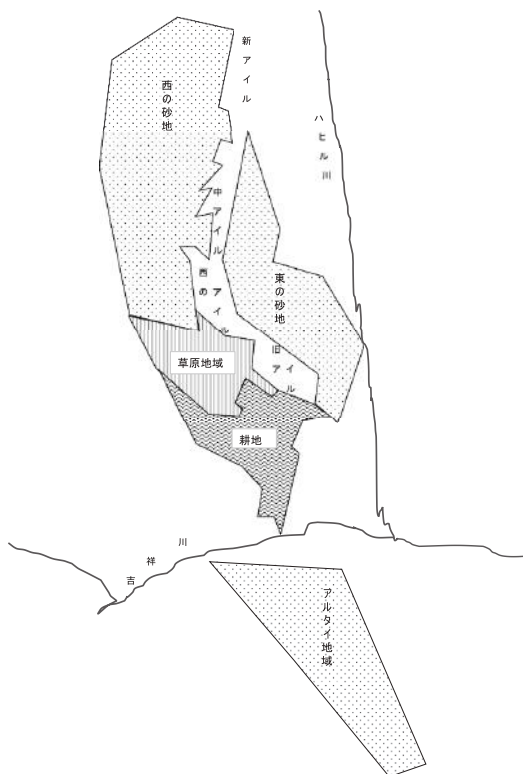 新アイル
ハヒル川
西の砂地
中アイル
西のアイル
東の砂地
旧アイル
草原地域
耕地
吉祥川
アルタイ地域